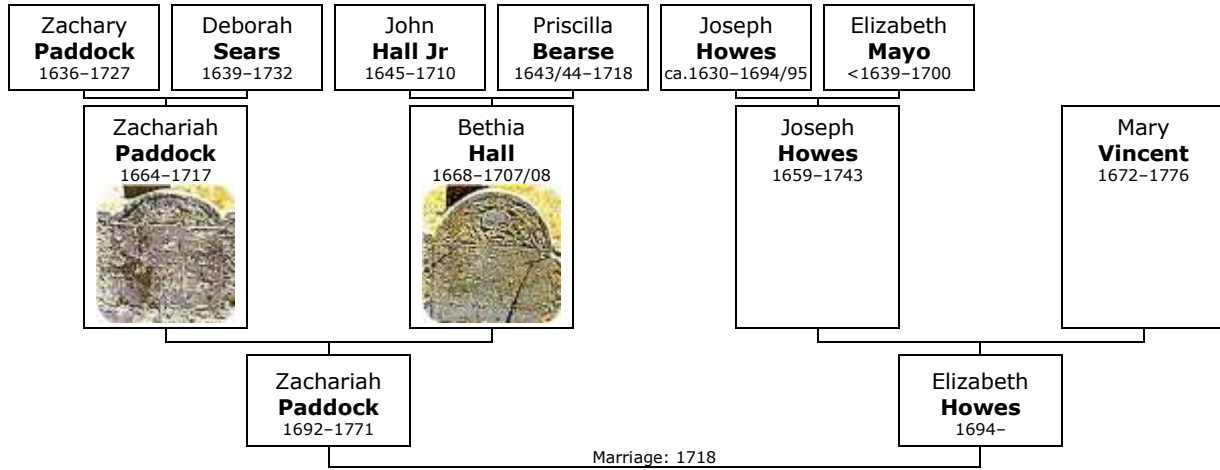 Zachary
Paddock
1636–1727
Deborah
Sears
1639–1732
John
Hall Jr
1645–1710
Priscilla
Bearse
1643/44–1718
Joseph
Howes
ca.1630–1694/95
Elizabeth
Mayo
<1639–1700
Zachariah
Paddock
1664–1717
Bethia
Hall
1668–1707/08
Joseph
Howes
1659–1743
Mary
Vincent
1672–1776
Zachariah
Paddock
1692–1771
Elizabeth
Howes
1694–
Marriage: 1718